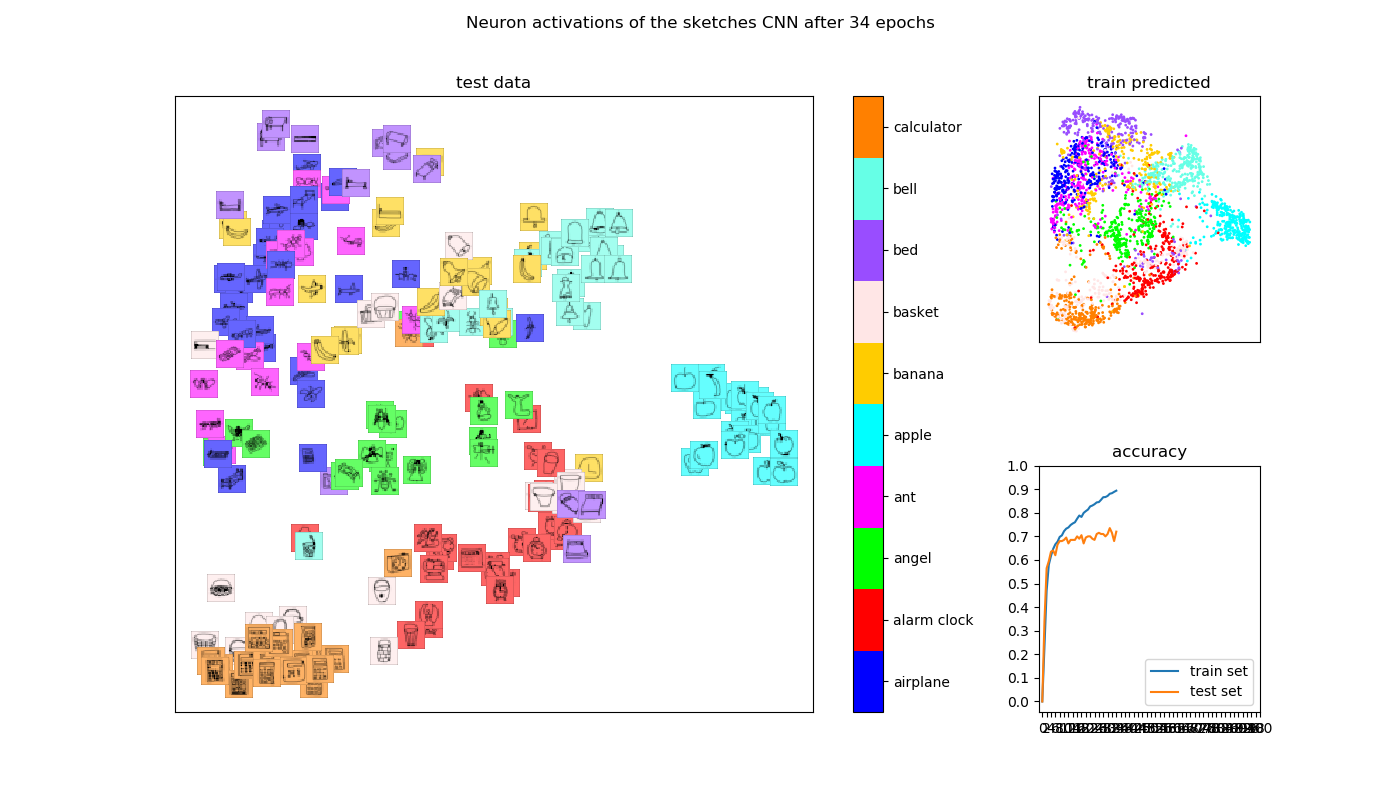 Neuron activations of the sketches CNN after 34 epochs
test data
calculator
bell
bed
basket
banana
apple
ant
angel
alarm clock
airplane
train predicted
accuracy
1.0
0.9
0.8
0.7
0.6
0.5
0.4
0.3
0.2
0.1
0.0
train set
test set